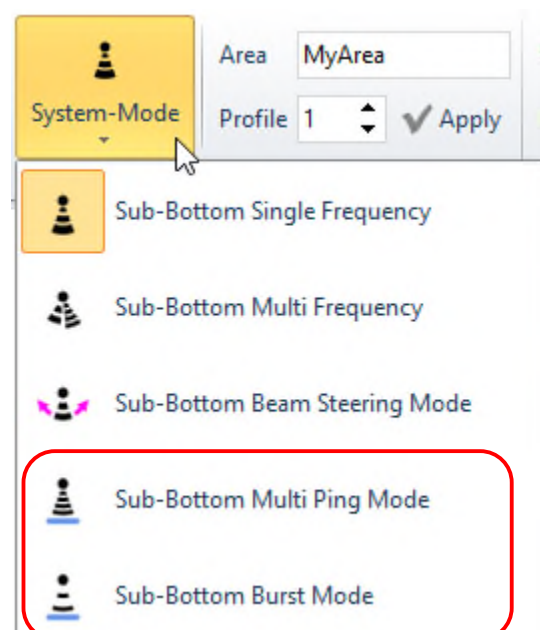 Area MyArea
System-Mode
Profile 1 Apply
Sub-Bottom Single Frequency
Sub-Bottom Multi Frequency
Sub-Bottom Beam Steering Mode
Sub-Bottom Multi Ping Mode
Sub-Bottom Burst Mode